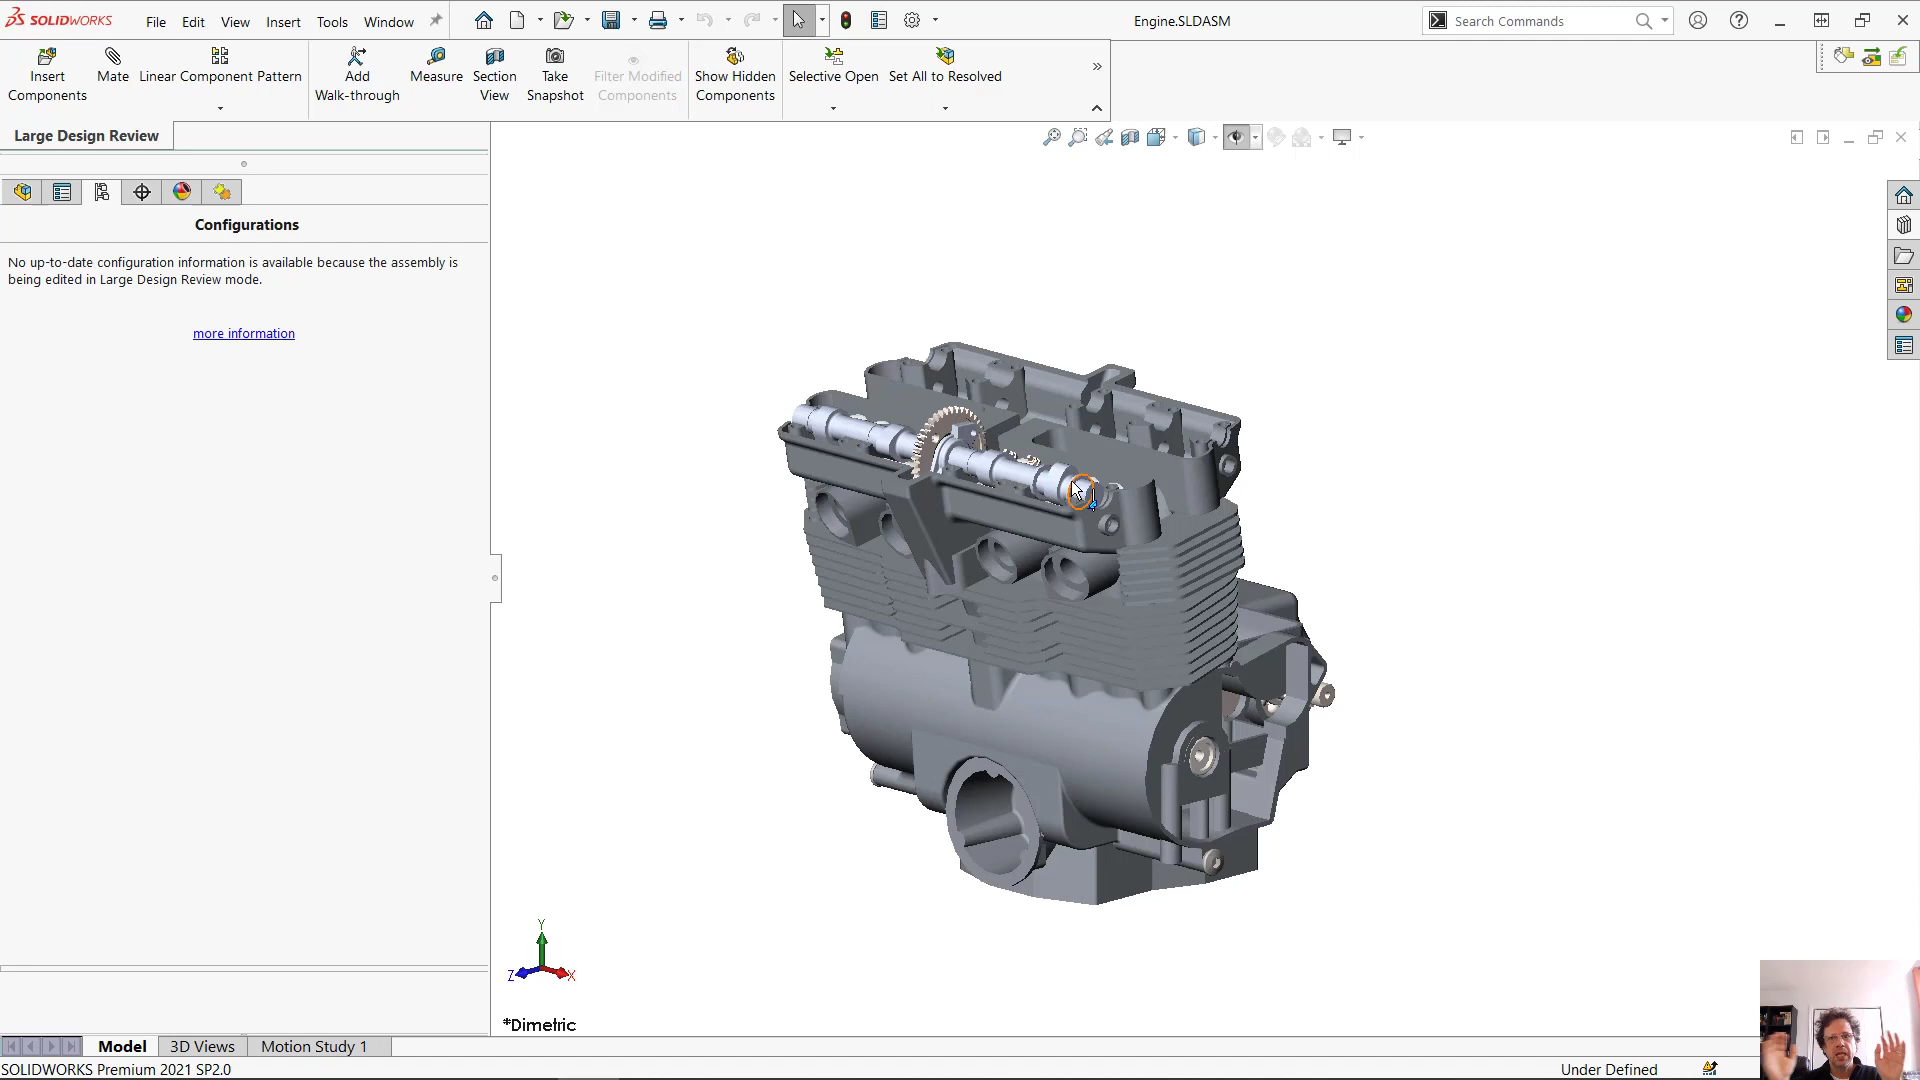 SOLIDWORKS
File
Edit
View
Insert
Tools
Window
Engine.SLDASM
Search Commands
Insert
Components
Mate
Linear Component Pattern
Add
Walk-through
Measure
Section
View
Take
Snapshot
Filter Modified
Components
Show Hidden
Components
Selective Open
Set All to Resolved
Large Design Review
Configurations
No up-to-date configuration information is available because the assembly is
being edited in Large Design Review mode.
more information
Y
Z
X
*Dimetric
Model
3D Views
Motion Study 1
SOLIDWORKS Premium 2021 SP2.0
Under Defined